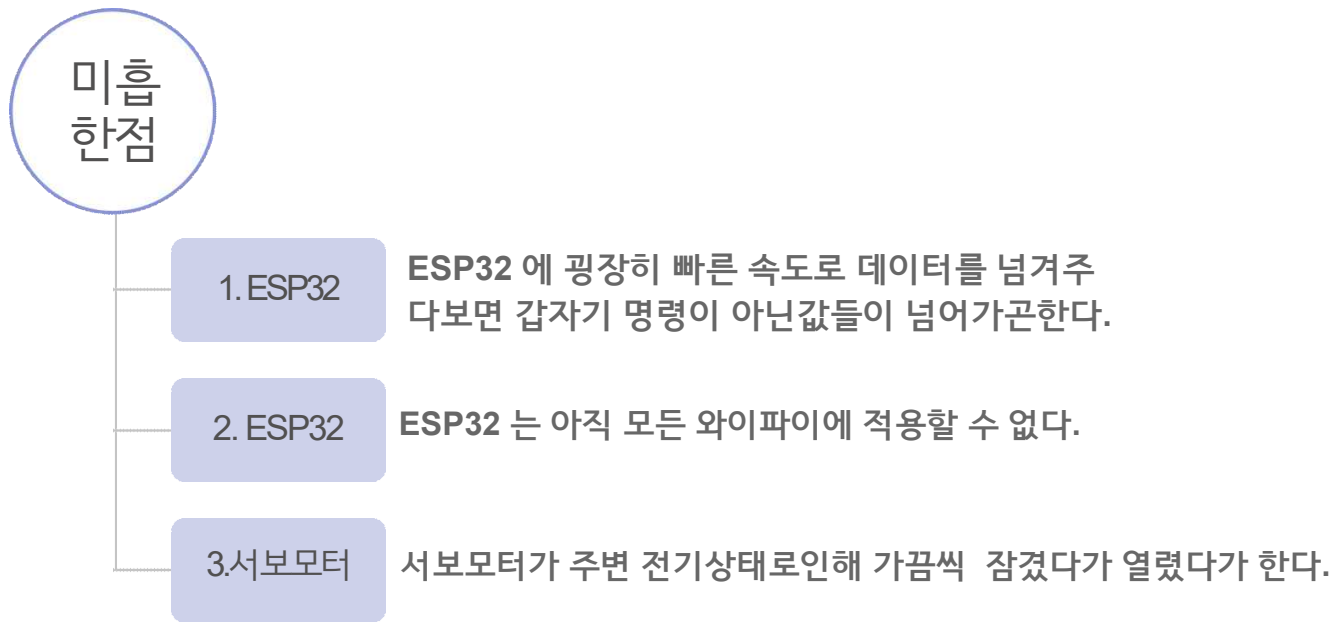 미흡
한점
1. ESP32
ESP32 에 굉장히 빠른 속도로 데이터를 넘겨주
다보면 갑자기 명령이 아닌값들이 넘어가곤한다.
2. ESP32
ESP32 는 아직 모든 와이파이에 적용할 수 없다.
3.서보모터
서보모터가 주변 전기상태로인해 가끔씩 잠겼다가 열렸다가 한다.